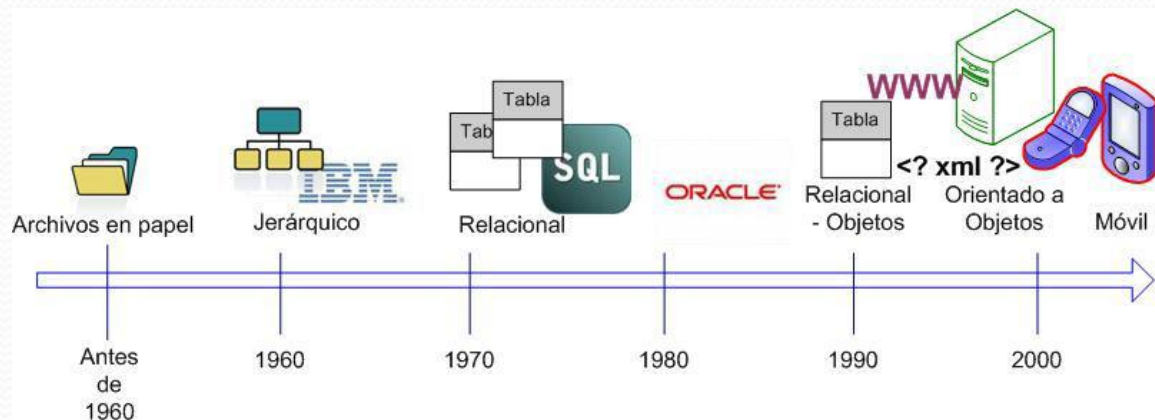 Archivos en papel
IBM.
Jerárquico
Tab
Tabla
SQL
Relacional
ORACLE
Tabla
WWW
<? xml ?>
Relacional
- Objetos
Orientado a
Objetos
Móvil
Antes
de
1960
1960
1970
1980
1990
2000